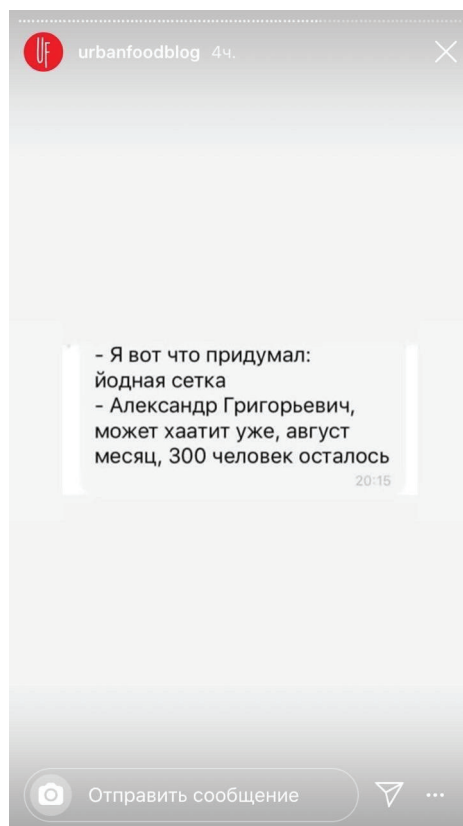 UF
urbanfoodblog 4ч.
- Я вот что придумал:
йодная сетка
- Александр Григорьевич,
может хаатит уже, август
месяц, 300 человек осталось
20:15
Отправить сообщение